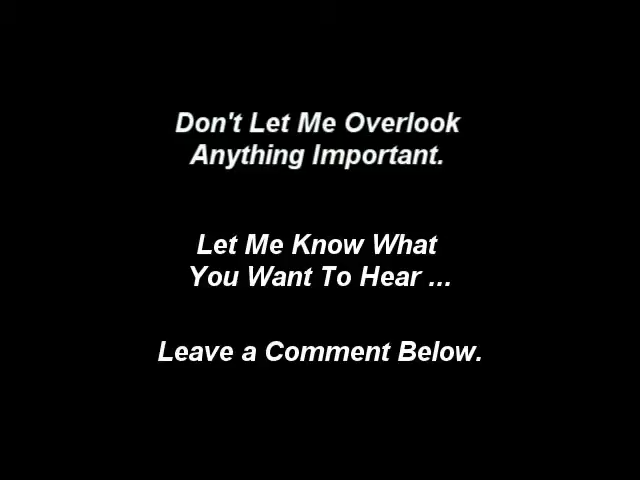 Don't Let Me Overlook
Anything Important.
Let Me Know What
You Want To Hear ...
Leave a Comment Below.